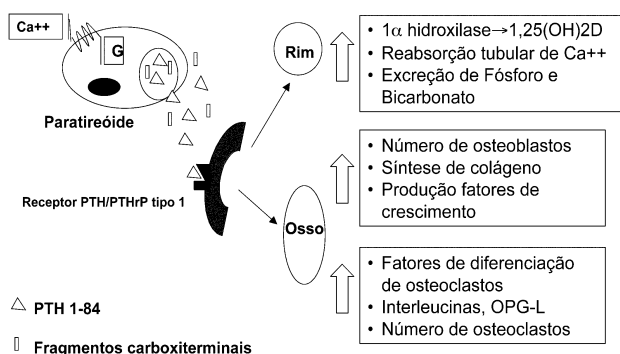 Ca++
G
Paratireóide
Receptor PTH/PTHrP tipo 1
PTH 1-84
Fragmentos carboxiterminais
Rim
Osso
• 1α hidroxilase→1,25(OH)2D
• Reabsorção tubular de Ca++
• Excreção de Fósforo e
Bicarbonato
• Número de osteoblastos
• Síntese de colágeno
• Produção fatores de
crescimento
• Fatores de diferenciação
de osteoclastos
• Interleucinas, OPG-L
• Número de osteoclastos